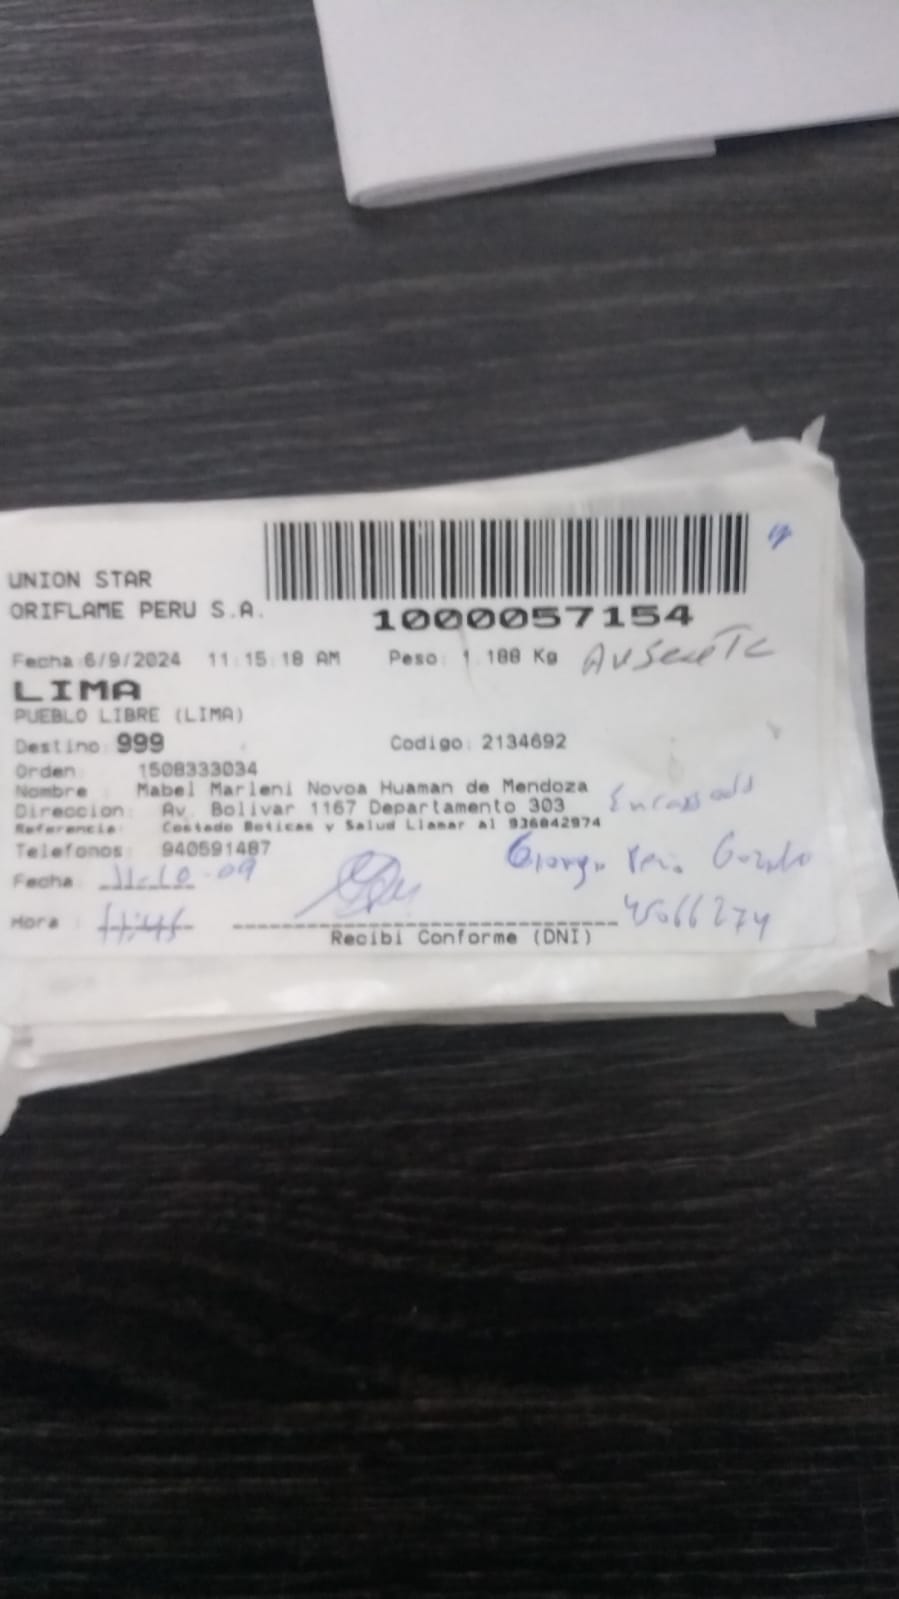 UNION STAR
ORIFLAME PERU S.A.
1000057154
Fecha:6/9/2024 11:15:18 AM Peso: 1.188 Kg Ausente
LIMA
PUEBLO LIBRE (LIMA)
Destino: 999 Codigo: 2134692
Orden: 1508333034
Nombre : Mabel Marleni Novoa Huaman de Mendoza
Direccion: Av. Bolivar 1167 Departamento 303
Referencia: Costado Boticas y Salud Llamar al 936842974
Telefonos: 940591487
Fecha:
Hora :
Recibi Conforme (DNI)